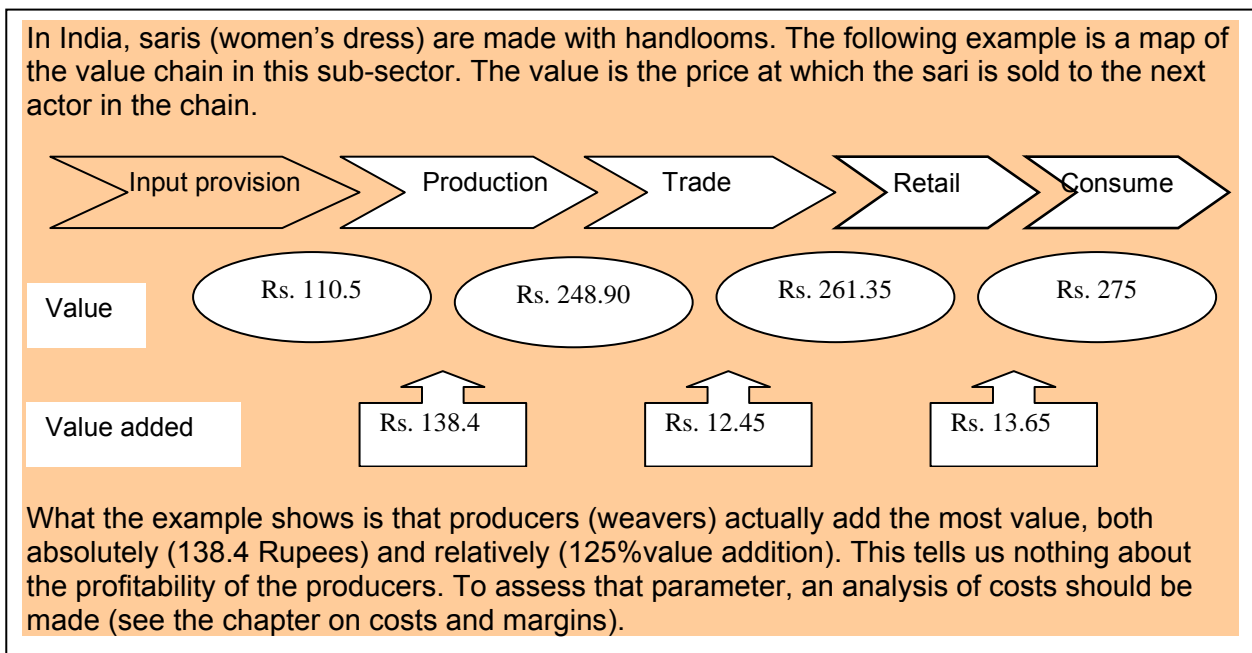 In India, saris (women’s dress) are made with handlooms. The following example is a map of
the value chain in this sub-sector. The value is the price at which the sari is sold to the next
actor in the chain.
Input provision
Production
Trade
Retail
Consume
Value
Rs. 110.5
Rs. 248.90
Rs. 261.35
Rs. 275
Value added
Rs. 138.4
Rs. 12.45
Rs. 13.65
What the example shows is that producers (weavers) actually add the most value, both
absolutely (138.4 Rupees) and relatively (125%value addition). This tells us nothing about
the profitability of the producers. To assess that parameter, an analysis of costs should be
made (see the chapter on costs and margins).